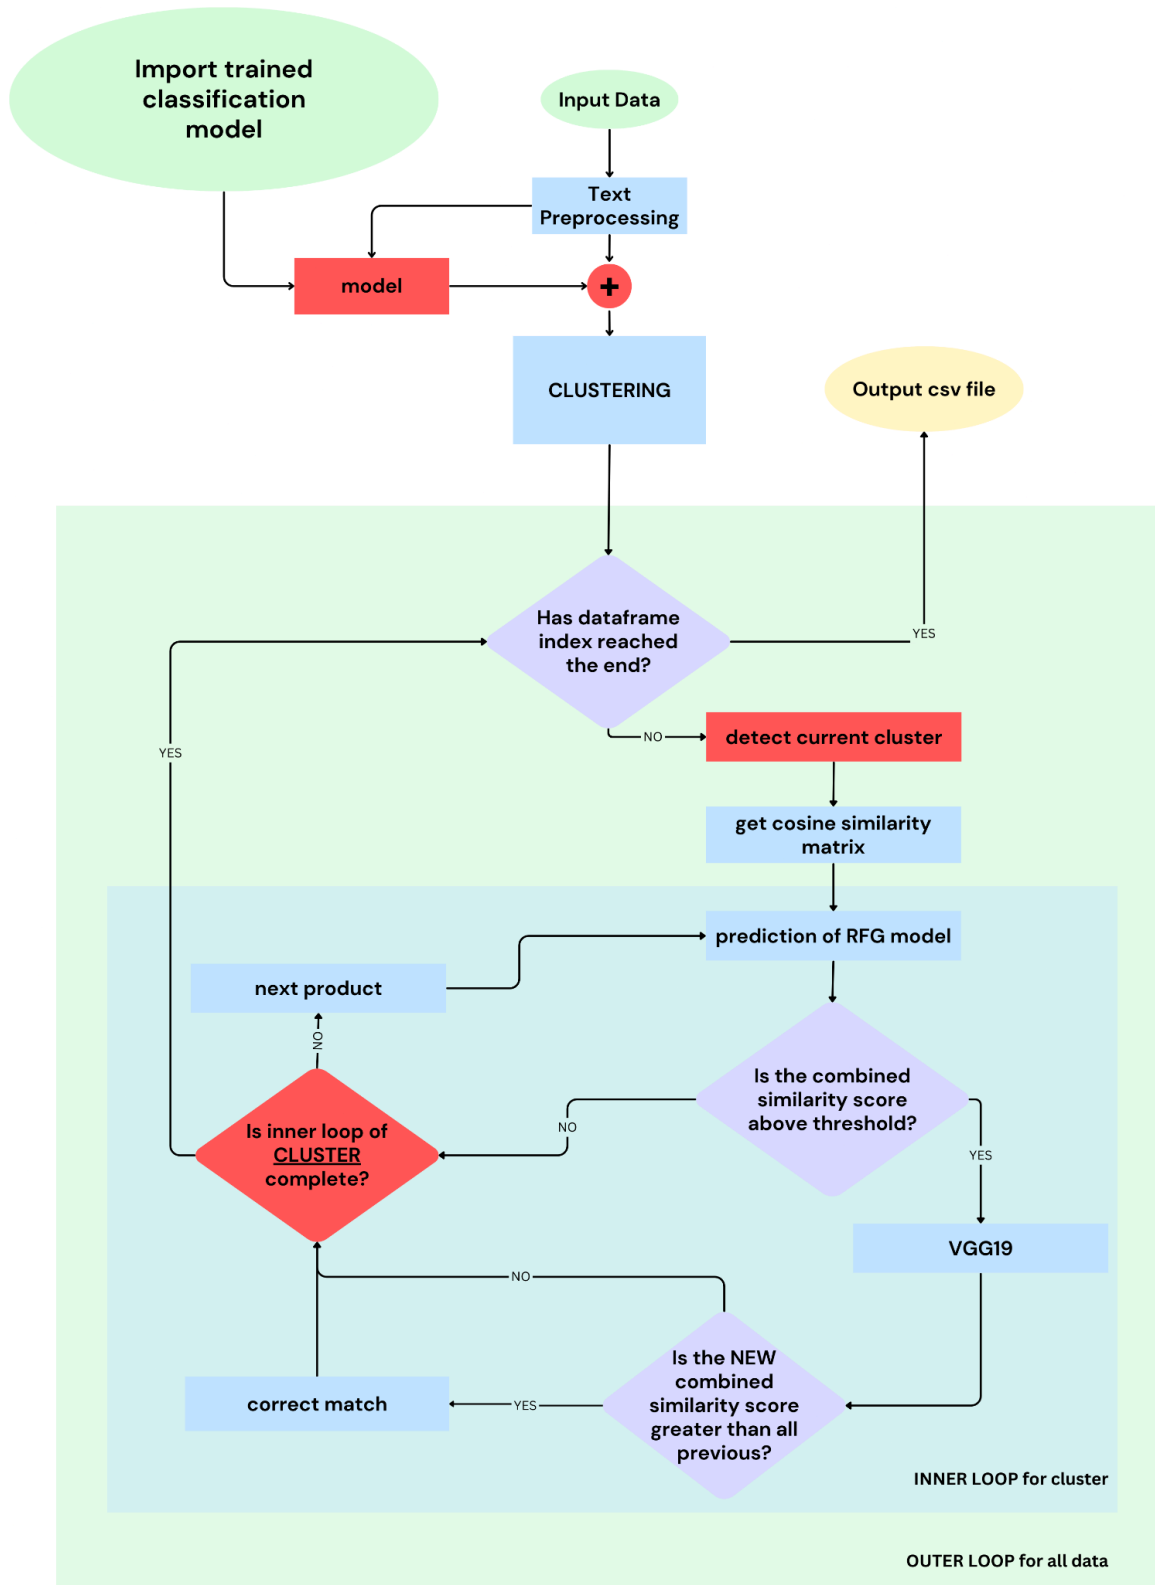 Import trained
classification
model
Input Data
Text
Preprocessing
model
+
CLUSTERING
Output csv file
Has dataframe
index reached
the end?
YES
NO
detect current cluster
YES
get cosine similarity
matrix
prediction of RFG model
next product
NO
Is the combined
similarity score
above threshold?
NO
Is inner loop of
CLUSTER
complete?
YES
VGG19
NO
Is the NEW
combined
similarity score
greater than all
previous?
YES
correct match
INNER LOOP for cluster
OUTER LOOP for all data